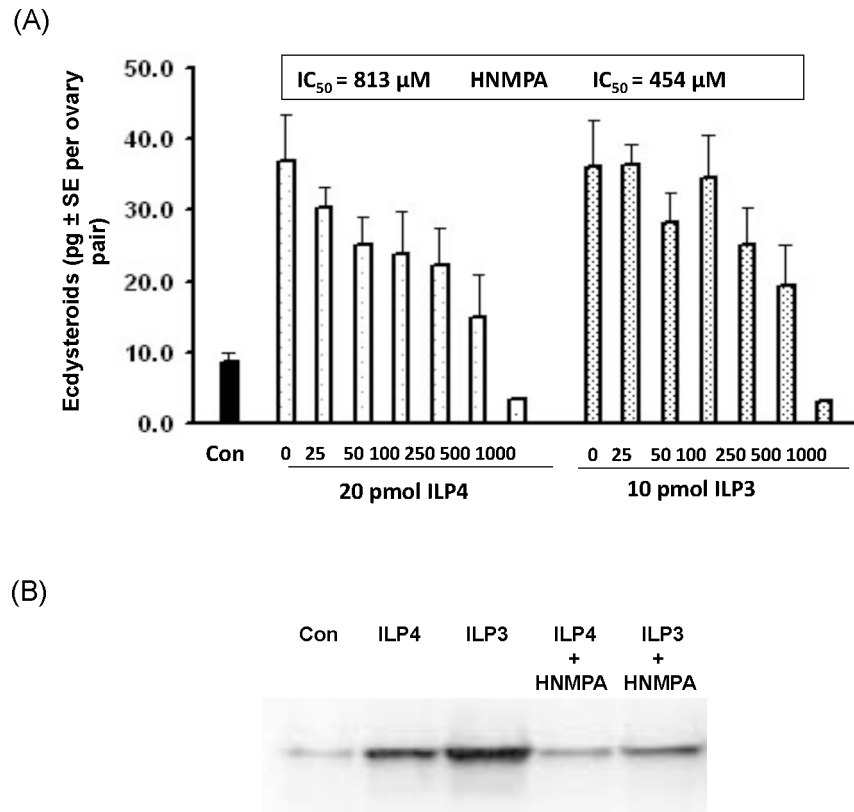 (A)
IC50 = 813 µM HNMPA IC50 = 454 µM
Ecdysteroids (pg ± SE per ovary
pair)
50.0
40.0
30.0
20.0
10.0
0.0
Con
0 25 50 100 250 500 1000
0 25 50 100 250 500 1000
20 pmol ILP4
10 pmol ILP3
(B)
Con ILP4 ILP3 ILP4 ILP3
+ +
HNMPA HNMPA